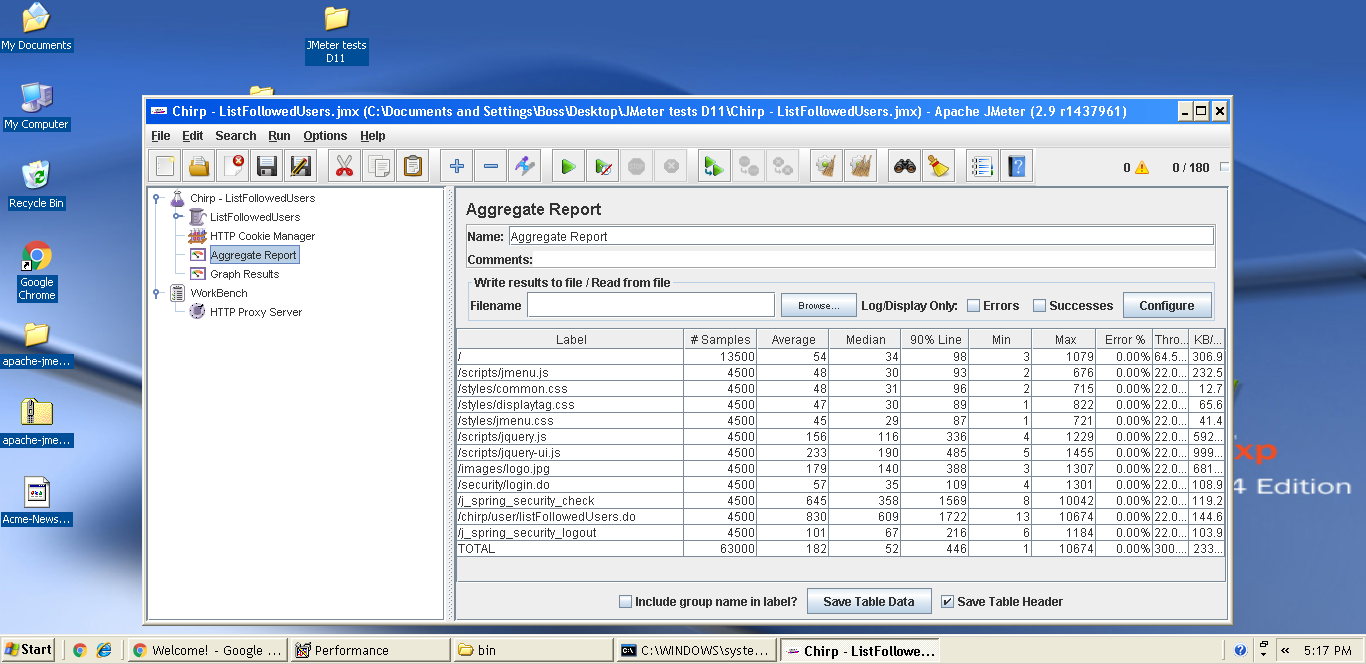 My Documents
JMeter tests
D11
My Computer
Recycle Bin
Google
Chrome
apache-jme...
apache-jme...
Acme-News...
Chirp - ListFollowedUsers.jmx (C:\Documents and Settings\Boss\Desktop\JMeter tests D11\Chirp - ListFollowedUsers.jmx) - Apache JMeter (2.9 r1437961)
File Edit Search Run Options Help
0 0 / 180
Chirp - ListFollowedUsers
ListFollowedUsers
HTTP Cookie Manager
Aggregate Report
Graph Results
WorkBench
HTTP Proxy Server
Aggregate Report
Name: Aggregate Report
Comments:
Write results to file / Read from file
Filename Browse... Log/Display Only: Errors Successes Configure
Label # Samples Average Median 90% Line Min Max Error % Thro... KB/...
/ 13500 54 34 98 3 1079 0.00% 64.5... 306.9
/scripts/jmenu.js 4500 48 30 93 2 676 0.00% 22.0... 232.5
/styles/common.css 4500 48 31 96 2 715 0.00% 22.0... 12.7
/styles/displaytag.css 4500 47 30 89 1 822 0.00% 22.0... 65.6
/styles/jmenu.css 4500 45 29 87 1 721 0.00% 22.0... 41.4
/scripts/jquery.js 4500 156 116 336 4 1229 0.00% 22.0... 592...
/scripts/jquery-ui.js 4500 233 190 485 5 1455 0.00% 22.0... 999...
/images/logo.jpg 4500 179 140 388 3 1307 0.00% 22.0... 681...
/security/login.do 4500 57 35 109 4 1301 0.00% 22.0... 108.9
/j_spring_security_check 4500 645 358 1569 8 10042 0.00% 22.0... 119.2
/chirp/user/listFollowedUsers.do 4500 830 609 1722 13 10674 0.00% 22.0... 144.6
/j_spring_security_logout 4500 101 67 216 6 1184 0.00% 22.0... 103.9
TOTAL 63000 182 52 446 1 10674 0.00% 300.... 233...
Include group name in label? Save Table Data Save Table Header
xp
4 Edition
Start Welcome! - Google ... Performance bin C:\WINDOWS\syste... Chirp - ListFollowe... « 5:17 PM